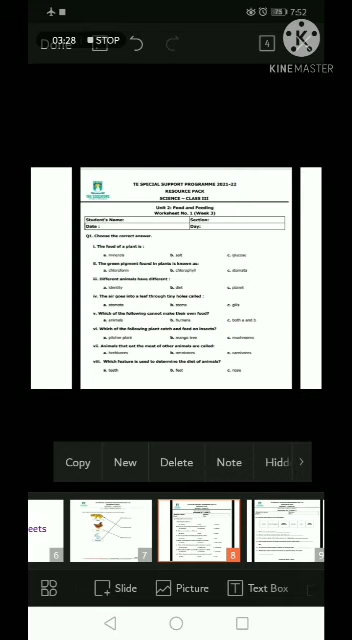 75 7:52
Done
03:28 STOP
4
K
KINEMASTER
TE SPECIAL SUPPORT PROGRAMME 2021-22
RESOURCE PACK
SCIENCE – CLASS III
Unit 2: Food and Feeding
Worksheet No. 1 (Week 3)
Student's Name: Section:
Date : Day:
Q1. Choose the correct answer.
i. The food of a plant is :
a. minerals b. salt c. glucose
ii. The green pigment found in plants is known as:
a. chloroform b. chlorophyll c. stomata
iii. Different animals have different :
a. identity b. diet c. planet
iv. The air goes into a leaf through tiny holes called :
a. stomata b. stoma c. gills
v. Which of the following cannot make their own food?
a. animals b. humans c. both a and b
vi. Which of the following plant catch and feed on insects?
a. pitcher plant b. mango tree c. mushrooms
vii. Animals that eat the meat of other animals are called:
a. herbivores b. omnivores c. carnivores
viii. Which feature is used to determine the diet of animals?
a. teeth b. feet c. nose
Copy New Delete Note Hidd
eets
6 7 8 9
Slide Picture Text Box